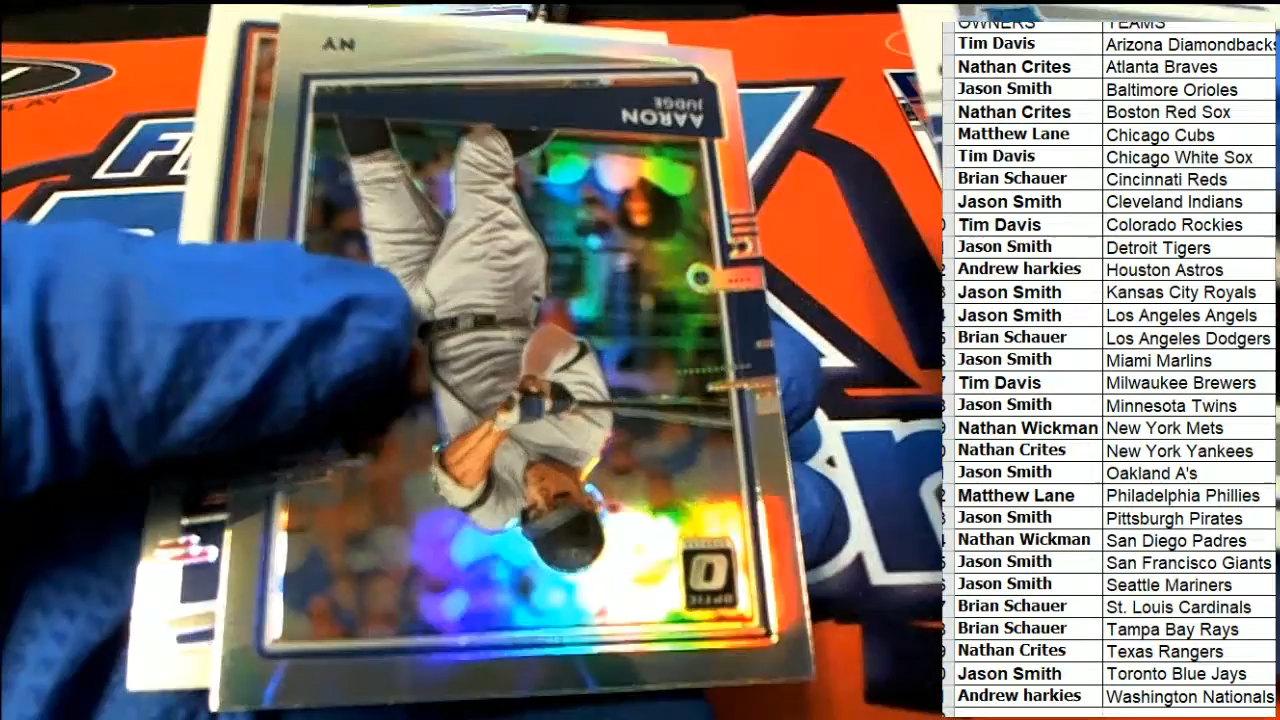 NY
AARON
JUDGE
OPTIC
PLAY
OWNERS TEAMS
Tim Davis Arizona Diamondbacks
Nathan Crites Atlanta Braves
Jason Smith Baltimore Orioles
Nathan Crites Boston Red Sox
Matthew Lane Chicago Cubs
Tim Davis Chicago White Sox
Brian Schauer Cincinnati Reds
Jason Smith Cleveland Indians
Tim Davis Colorado Rockies
Jason Smith Detroit Tigers
Andrew harkies Houston Astros
Jason Smith Kansas City Royals
Jason Smith Los Angeles Angels
Brian Schauer Los Angeles Dodgers
Jason Smith Miami Marlins
Tim Davis Milwaukee Brewers
Jason Smith Minnesota Twins
Nathan Wickman New York Mets
Nathan Crites New York Yankees
Jason Smith Oakland A's
Matthew Lane Philadelphia Phillies
Jason Smith Pittsburgh Pirates
Nathan Wickman San Diego Padres
Jason Smith San Francisco Giants
Jason Smith Seattle Mariners
Brian Schauer St. Louis Cardinals
Brian Schauer Tampa Bay Rays
Nathan Crites Texas Rangers
Jason Smith Toronto Blue Jays
Andrew harkies Washington Nationals